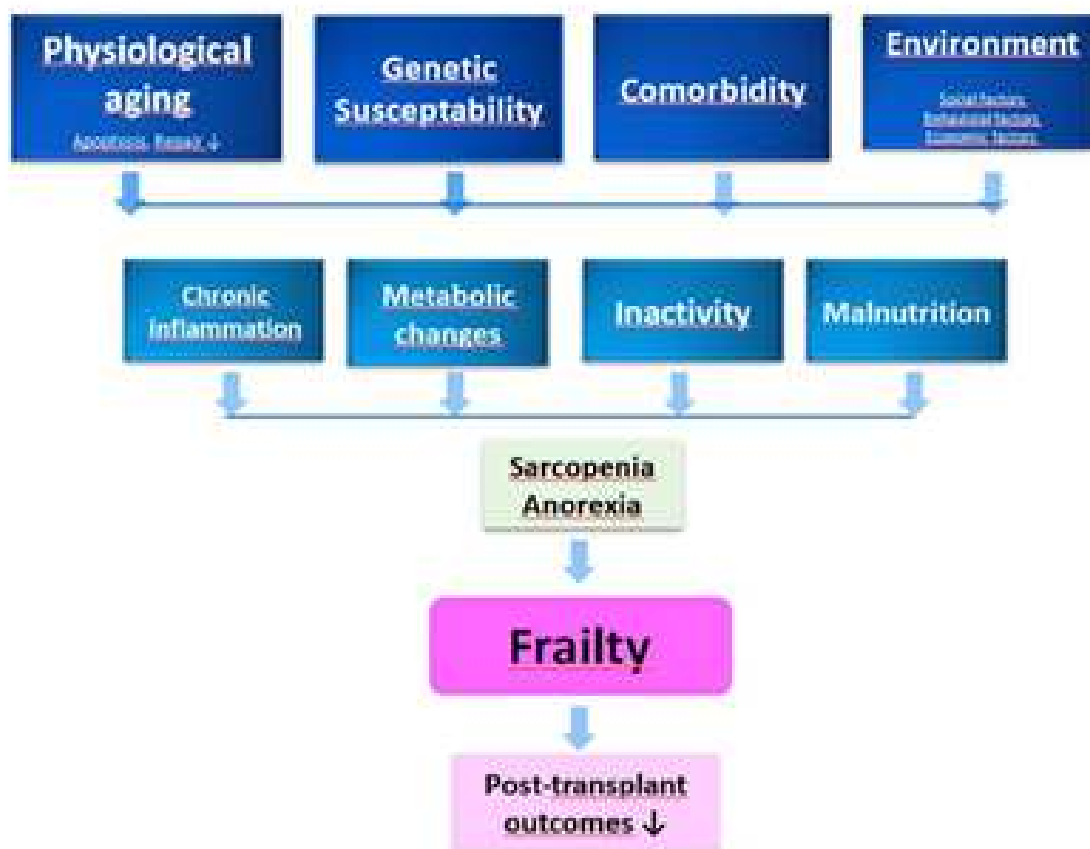 Physiological
aging
Apoptosis, Repair ↓
Genetic
Susceptability
Comorbidity
Environment
Social factors,
Behavioral factors,
Economic factors,
Chronic
Inflammation
Metabolic
changes
Inactivity
Malnutrition
Sarcopenia
Anorexia
Frailty
Post-transplant
outcomes ↓